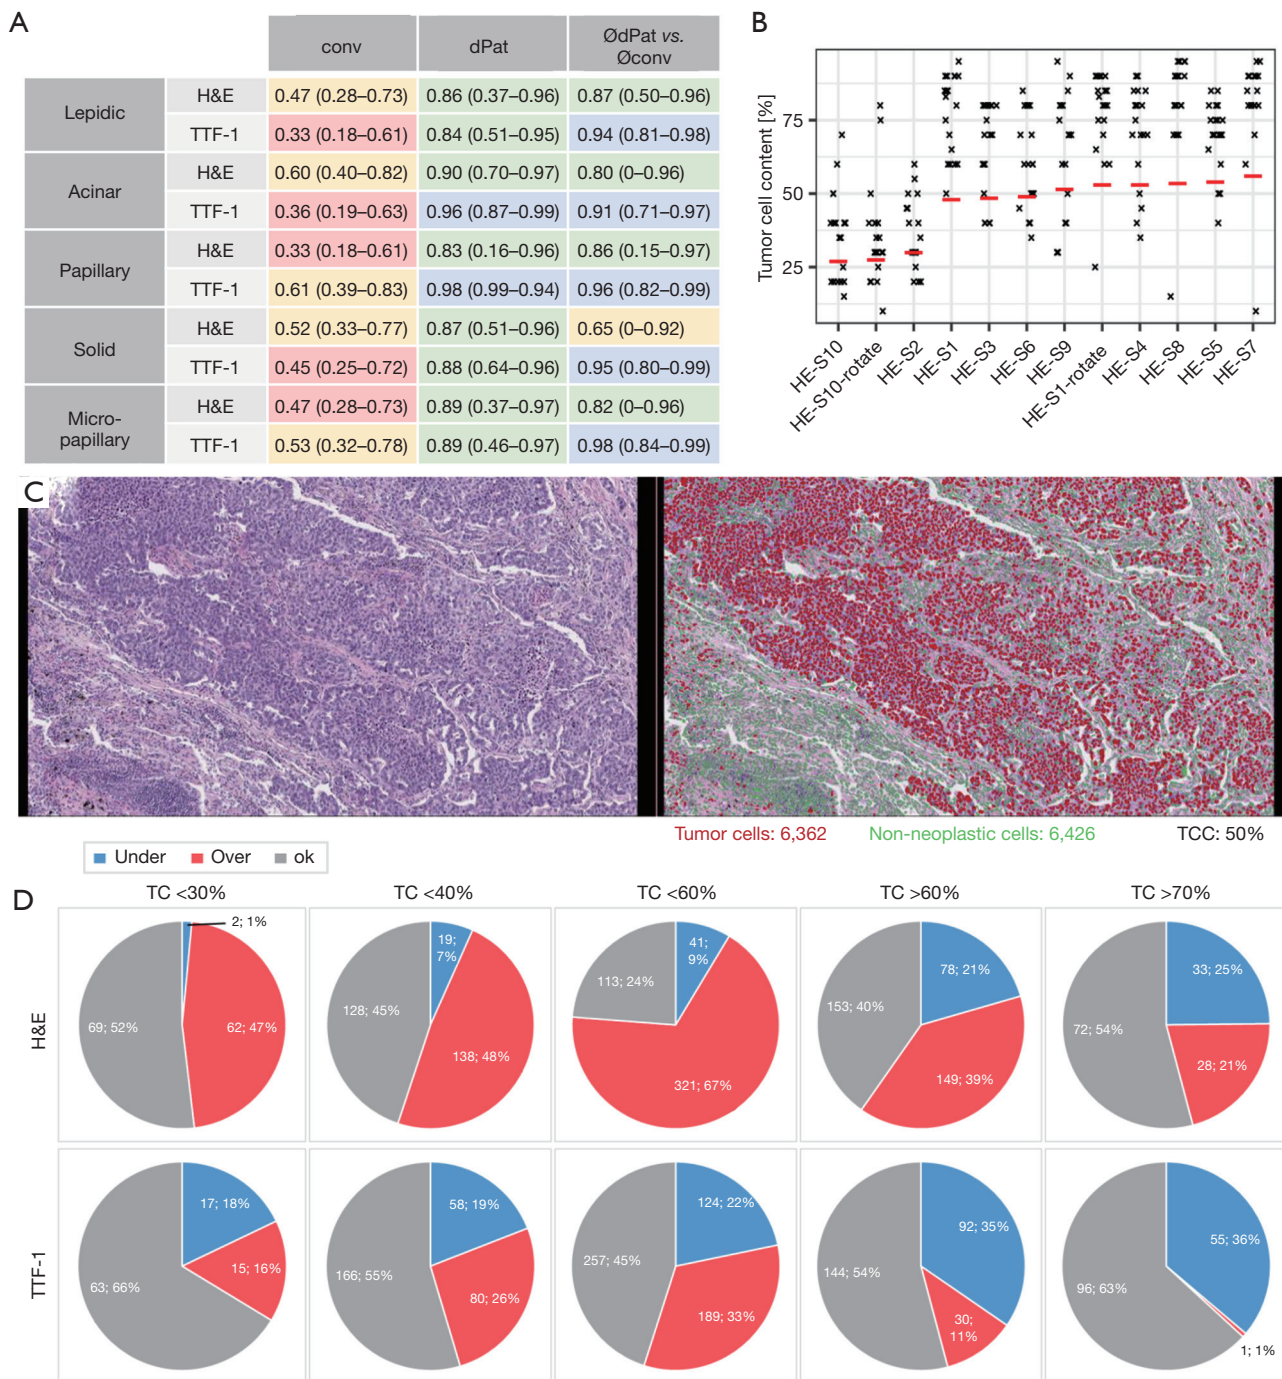 A
conv dPat ØdPat vs. Øconv
Lepidic H&E 0.47 (0.28–0.73) 0.86 (0.37–0.96) 0.87 (0.50–0.96)
TTF-1 0.33 (0.18–0.61) 0.84 (0.51–0.95) 0.94 (0.81–0.98)
Acinar H&E 0.60 (0.40–0.82) 0.90 (0.70–0.97) 0.80 (0–0.96)
TTF-1 0.36 (0.19–0.63) 0.96 (0.87–0.99) 0.91 (0.71–0.97)
Papillary H&E 0.33 (0.18–0.61) 0.83 (0.16–0.96) 0.86 (0.15–0.97)
TTF-1 0.61 (0.39–0.83) 0.98 (0.99–0.94) 0.96 (0.82–0.99)
Solid H&E 0.52 (0.33–0.77) 0.87 (0.51–0.96) 0.65 (0–0.92)
TTF-1 0.45 (0.25–0.72) 0.88 (0.64–0.96) 0.95 (0.80–0.99)
Micro-papillary H&E 0.47 (0.28–0.73) 0.89 (0.37–0.97) 0.82 (0–0.96)
TTF-1 0.53 (0.32–0.78) 0.89 (0.46–0.97) 0.98 (0.84–0.99)
B
Tumor cell content [%]
75
50
25
HE-S10 HE-S10-rotate HE-S2 HE-S1 HE-S3 HE-S6 HE-S9 HE-S1-rotate HE-S4 HE-S8 HE-S5 HE-S7
C
Tumor cells: 6,362 Non-neoplastic cells: 6,426 TCC: 50%
Under Over ok
D
TC <30% TC <40% TC <60% TC >60% TC >70%
H&E
2; 1%
69; 52%
62; 47%
19; 7%
128; 45%
138; 48%
41; 9%
113; 24%
321; 67%
78; 21%
153; 40%
149; 39%
33; 25%
72; 54%
28; 21%
TTF-1
17; 18%
15; 16%
63; 66%
58; 19%
166; 55%
80; 26%
124; 22%
257; 45%
189; 33%
92; 35%
144; 54%
30; 11%
55; 36%
96; 63%
1; 1%